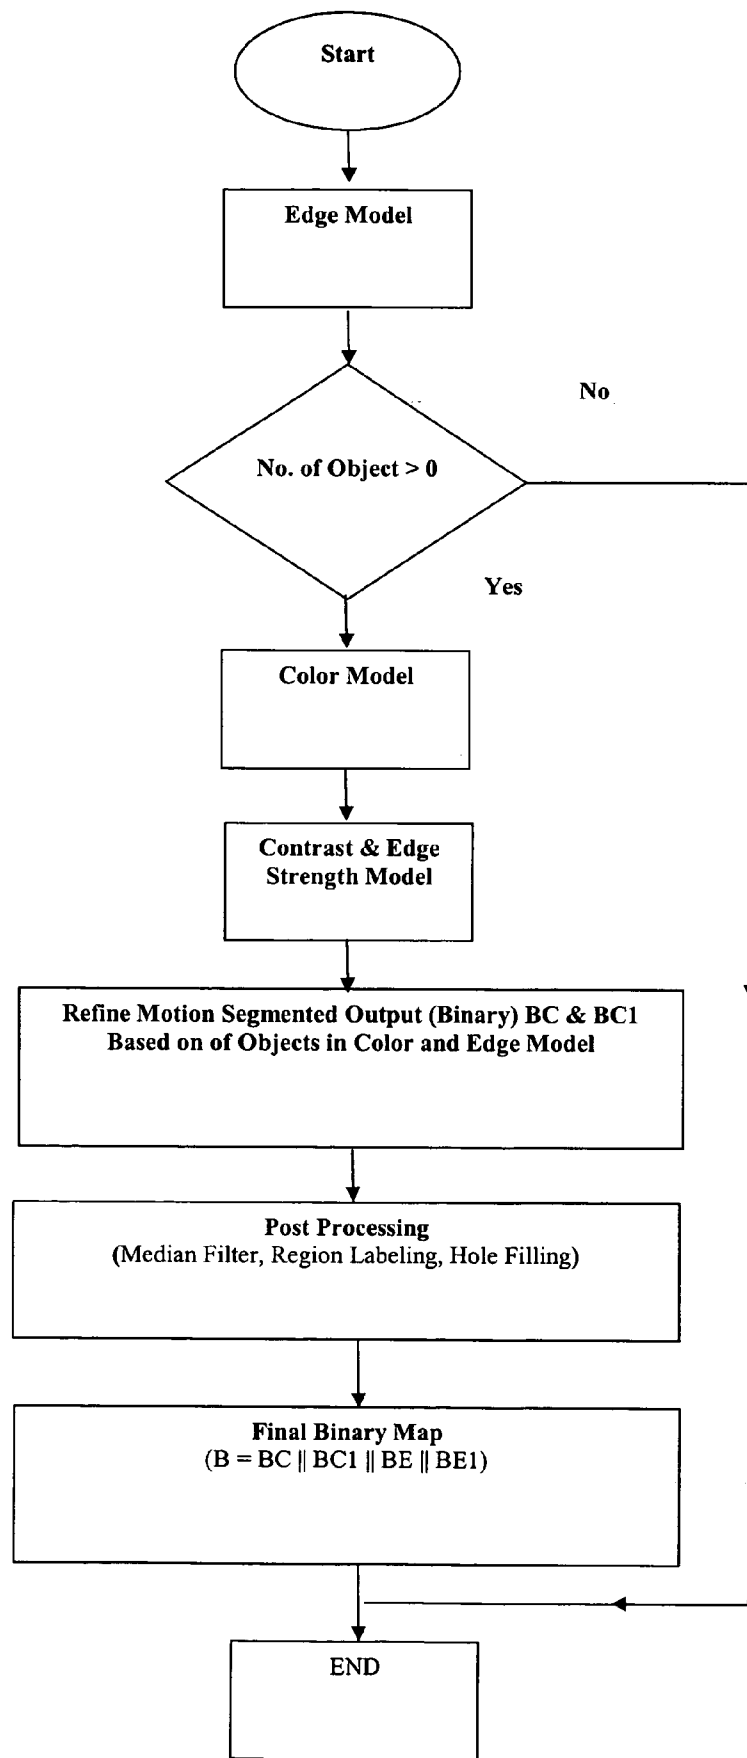 Start
Edge Model
No
No. of Object > 0
Yes
Color Model
Contrast & Edge
Strength Model
Refine Motion Segmented Output (Binary) BC & BC1
Based on of Objects in Color and Edge Model
Post Processing
(Median Filter, Region Labeling, Hole Filling)
Final Binary Map
(B = BC || BC1 || BE || BE1)
END